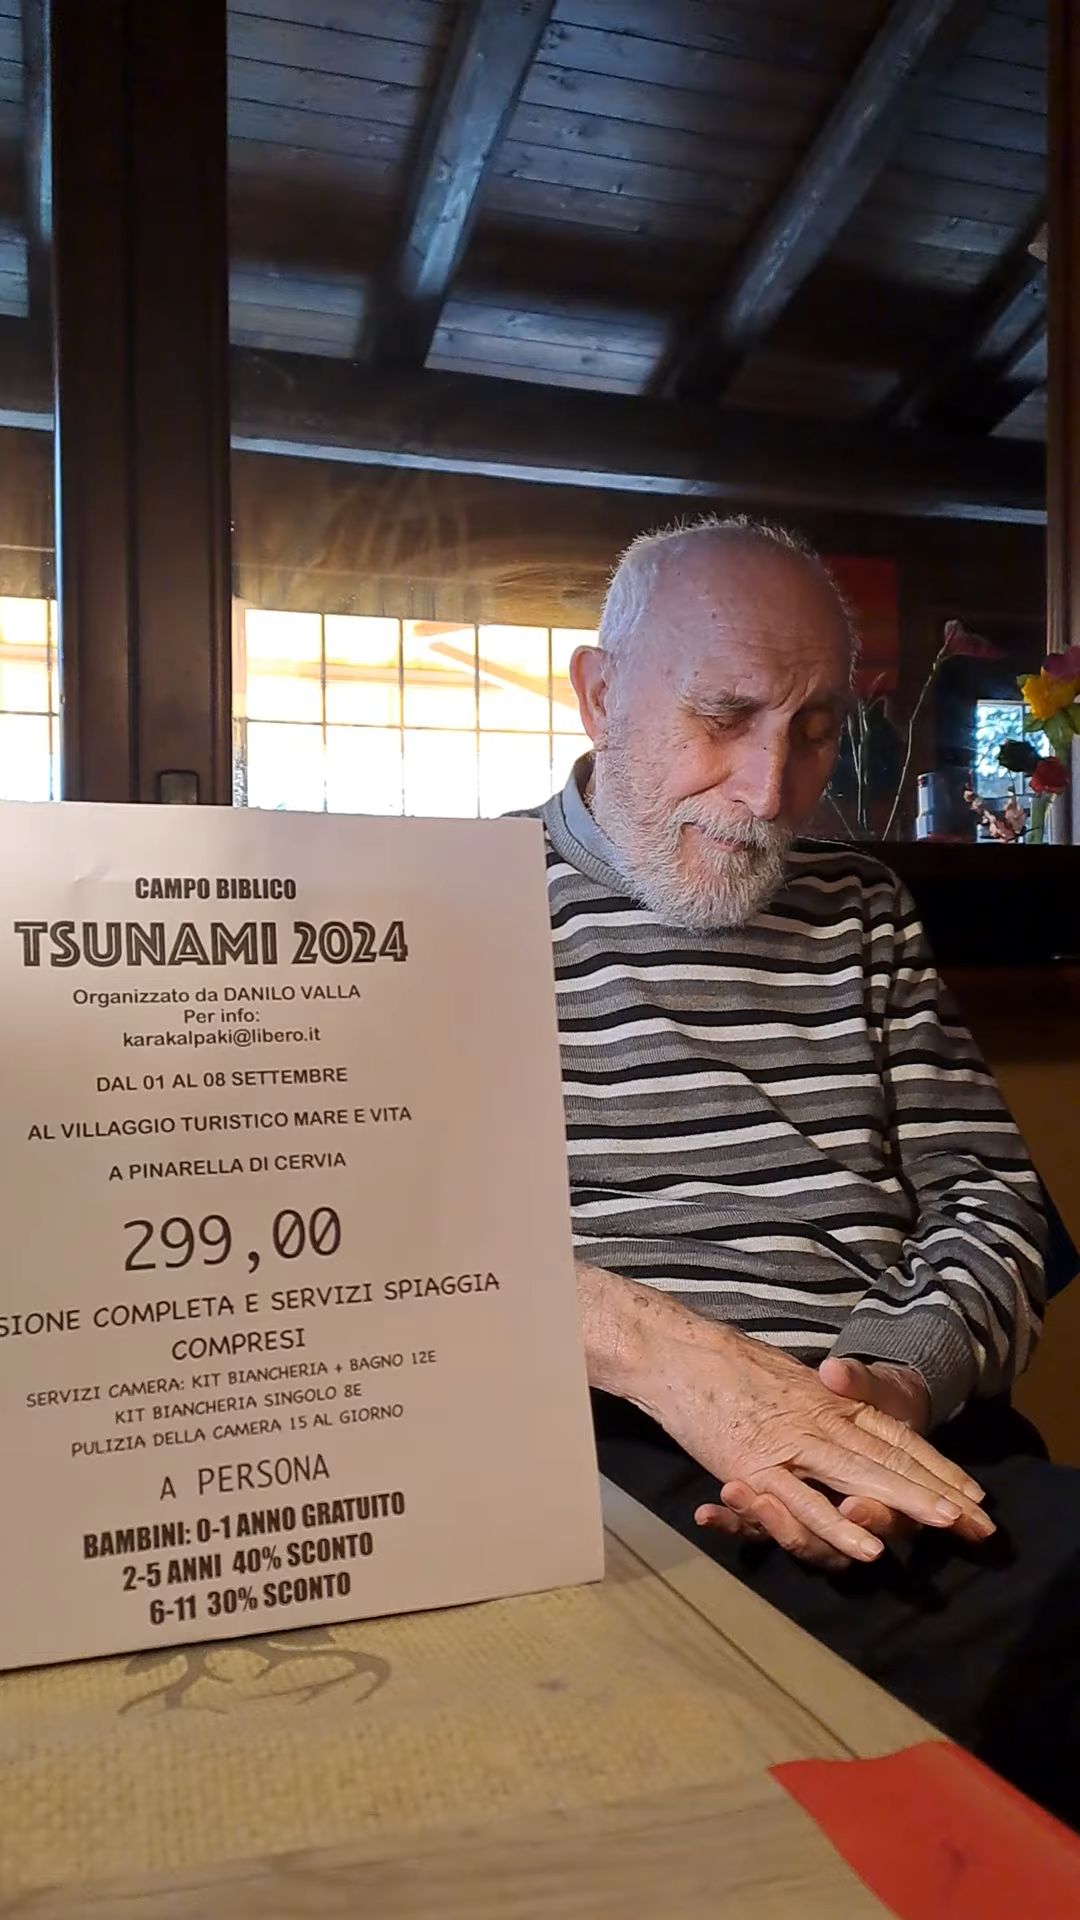 CAMPO BIBLICO
TSUNAMI 2024
Organizzato da DANILO VALLA
Per info:
karakalpaki@libero.it
DAL 01 AL 08 SETTEMBRE
AL VILLAGGIO TURISTICO MARE E VITA
A PINARELLA DI CERVIA
299,00
SIONE COMPLETA E SERVIZI SPIAGGIA
COMPRESI
SERVIZI CAMERA: KIT BIANCHERIA + BAGNO 12E
KIT BIANCHERIA SINGOLO 8E
PULIZIA DELLA CAMERA 15 AL GIORNO
A PERSONA
BAMBINI: 0-1 ANNO GRATUITO
2-5 ANNI 40% SCONTO
6-11 30% SCONTO